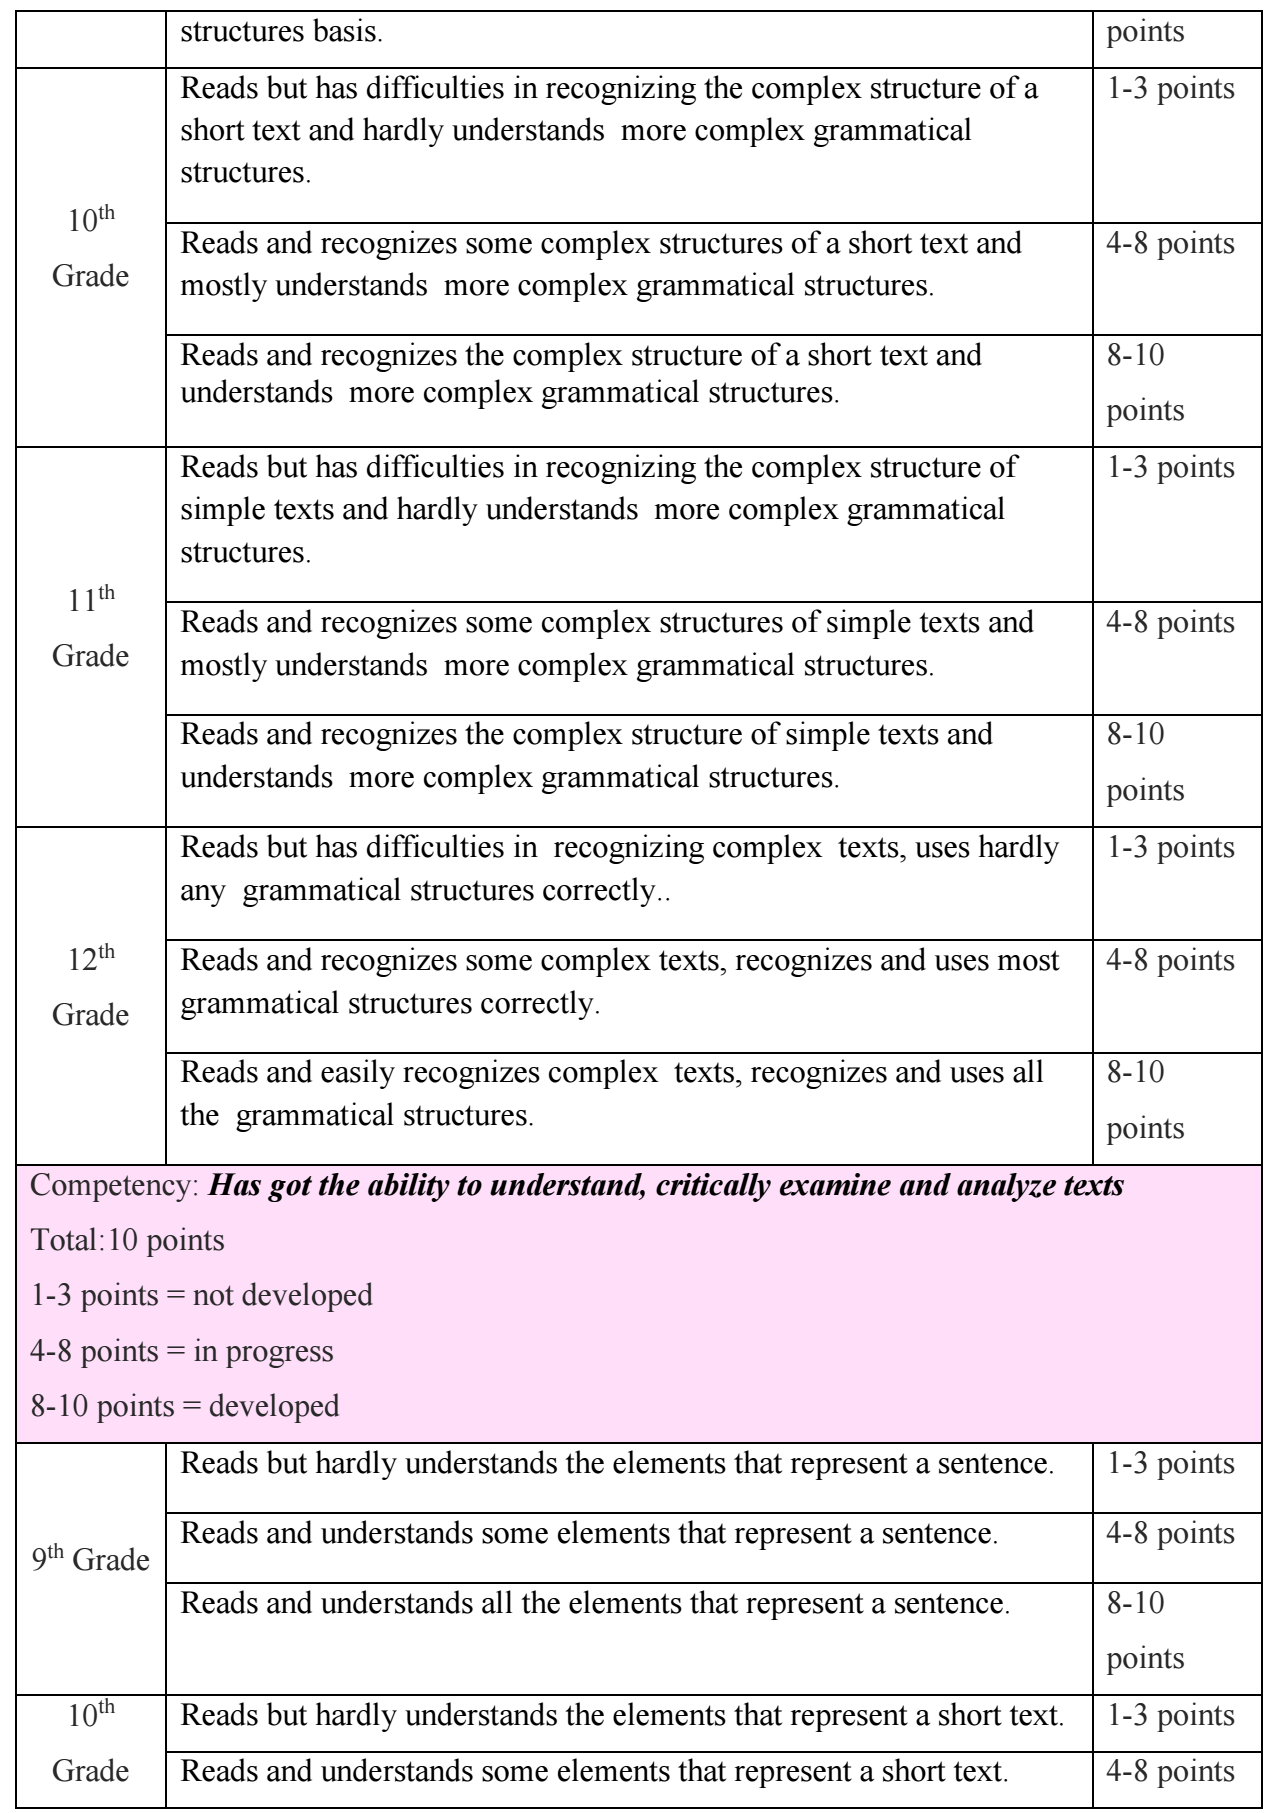 structures basis.
points
10th
Grade
Reads but has difficulties in recognizing the complex structure of a
short text and hardly understands more complex grammatical
structures.
1-3 points
Reads and recognizes some complex structures of a short text and
mostly understands more complex grammatical structures.
4-8 points
Reads and recognizes the complex structure of a short text and
understands more complex grammatical structures.
8-10
points
11th
Grade
Reads but has difficulties in recognizing the complex structure of
simple texts and hardly understands more complex grammatical
structures.
1-3 points
Reads and recognizes some complex structures of simple texts and
mostly understands more complex grammatical structures.
4-8 points
Reads and recognizes the complex structure of simple texts and
understands more complex grammatical structures.
8-10
points
12th
Grade
Reads but has difficulties in recognizing complex texts, uses hardly
any grammatical structures correctly..
1-3 points
Reads and recognizes some complex texts, recognizes and uses most
grammatical structures correctly.
4-8 points
Reads and easily recognizes complex texts, recognizes and uses all
the grammatical structures.
8-10
points
Competency: Has got the ability to understand, critically examine and analyze texts
Total:10 points
1-3 points = not developed
4-8 points = in progress
8-10 points = developed
9th Grade
Reads but hardly understands the elements that represent a sentence.
1-3 points
Reads and understands some elements that represent a sentence.
4-8 points
Reads and understands all the elements that represent a sentence.
8-10
points
10th
Grade
Reads but hardly understands the elements that represent a short text.
1-3 points
Reads and understands some elements that represent a short text.
4-8 points